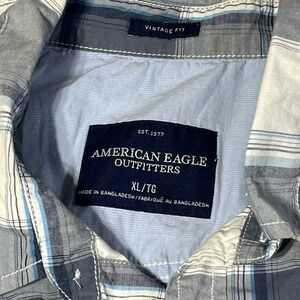 VINTAGE FIT
EST. 1977
AMERICAN EAGLE
OUTFITTERS
XL/TG
MADE IN BANGLADESH/FABRIQUÉ AU BANGLADESH